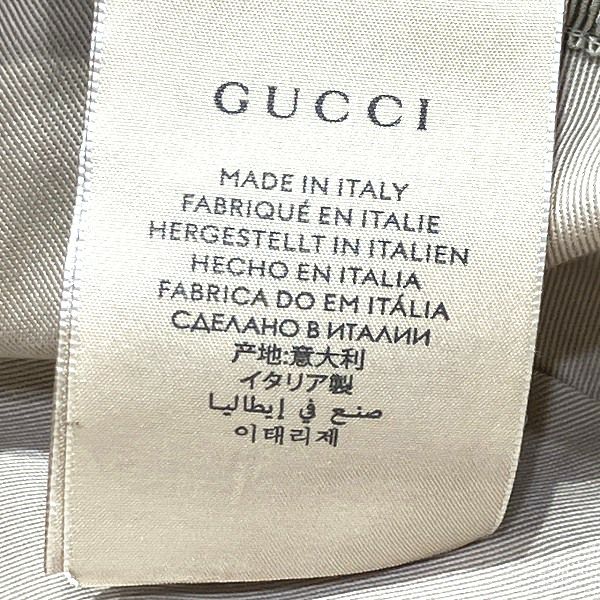 GUCCI
MADE IN ITALY
FABRIQUÉ EN ITALIE
HERGESTELLT IN ITALIEN
HECHO EN ITALIA
FABRICA DO EM ITÁLIA
СДЕЛАНО В ИТАЛИИ
产地:意大利
イタリア製
صنع في إيطاليا
이태리제